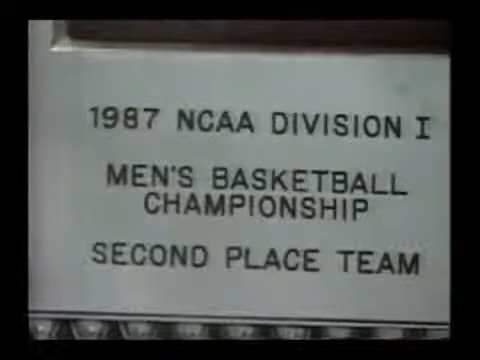 1987 NCAA DIVISION I
MEN'S BASKETBALL
CHAMPIONSHIP
SECOND PLACE TEAM